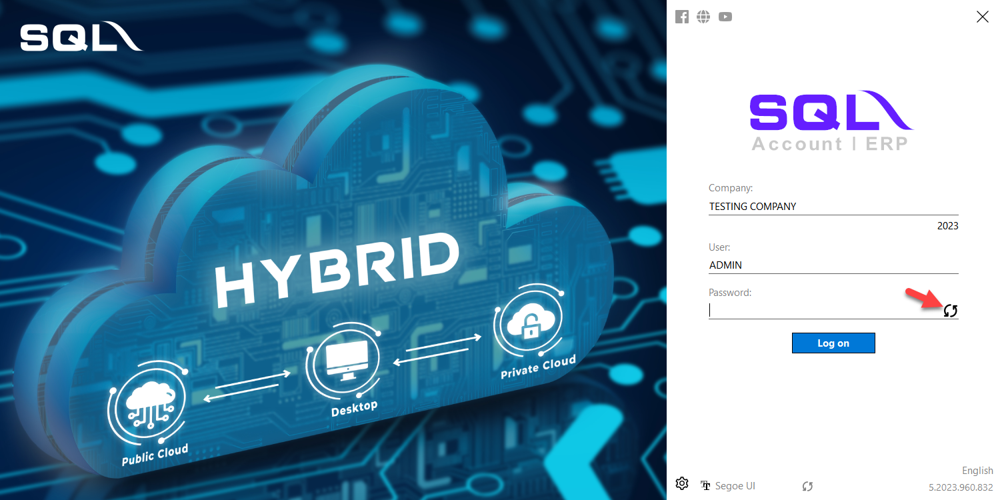 SQL
HYBRID
Public Cloud
Desktop
Private Cloud
SQL
Account | ERP
Company:
TESTING COMPANY
2023
User:
ADMIN
Password:
Log on
English
Segoe UI
5.2023.960.832